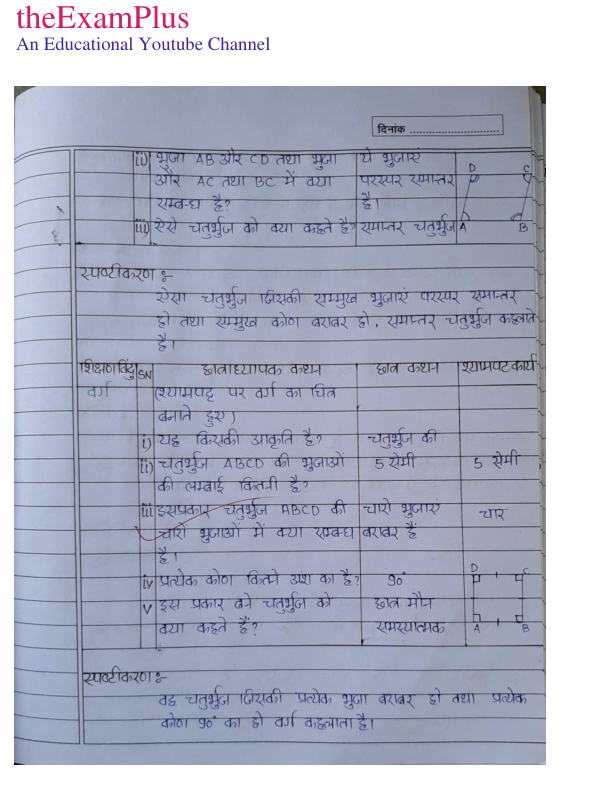 theExamPlus
An Educational Youtube Channel
दिनांक ............................
ii) भुजा AB और CD तथा भुजा ये भुजाएं D C
और AC तथा BC में क्या परस्पर समान्तर
सम्बन्ध है? है।
iii) ऐसे चतुर्भुज को क्या कहते है? समान्तर चतुर्भुज A B
स्पष्टीकरण :-
ऐसा चतुर्भुज जिसकी सम्मुख भुजाएं परस्पर समान्तर
हो तथा सम्मुख कोण बराबर हो, समान्तर चतुर्भुज कहलाते
है।
शिक्षण बिंदु SN छात्राध्यापक कथन छात्र कथन श्यामपट कार्य
वर्ग (श्यामपट्ट पर वर्ग का चित्र
बनाते हुए)
i) यह किसकी आकृति है? चतुर्भुज की
ii) चतुर्भुज ABCD की भुजाओं 5 सेमी 5 सेमी
की लम्बाई कितनी है?
iii इसप्रकार चतुर्भुज ABCD की चारो भुजाएं चार
चारो भुजाओं में क्या सम्बन्ध बराबर हैं
है।
iv प्रत्येक कोण कितने अंश का है? 90° D C
v इस प्रकार बने चतुर्भुज को छात्र मौन
क्या कहते हैं? समस्यात्मक A B
स्पष्टीकरण :-
वह चतुर्भुज जिसकी प्रत्येक भुजा बराबर हो तथा प्रत्येक
कोण 90° का हो वर्ग कहलाता है।